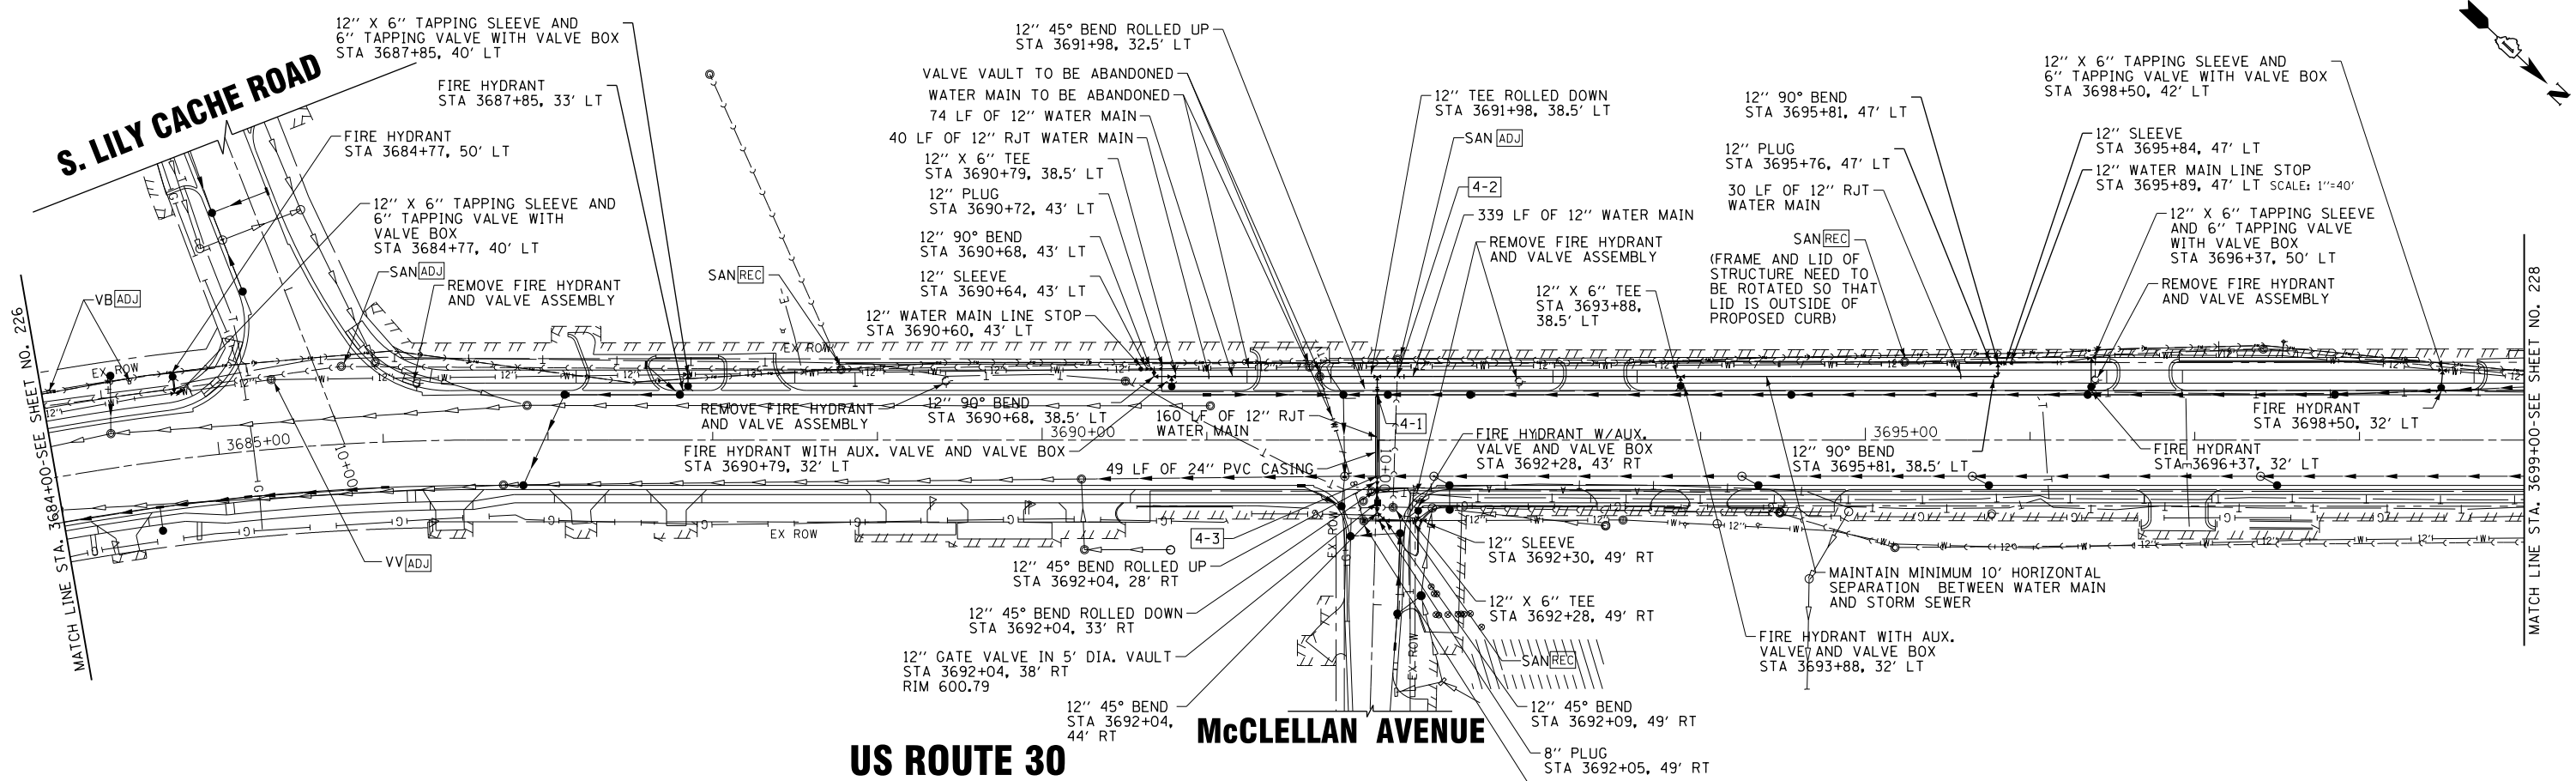 12'' X 6'' TAPPING SLEEVE AND
6'' TAPPING VALVE WITH VALVE BOX
STA 3687+85, 40' LT
S. LILY CACHE ROAD
FIRE HYDRANT
STA 3687+85, 33' LT
FIRE HYDRANT
STA 3684+77, 50' LT
12'' X 6'' TAPPING SLEEVE AND
6'' TAPPING VALVE WITH
VALVE BOX
STA 3684+77, 40' LT
SAN ADJ
REMOVE FIRE HYDRANT
AND VALVE ASSEMBLY
VB ADJ
EX ROW
MATCH LINE STA. 3684+00-SEE SHEET NO. 226
3685+00
VV ADJ
SAN REC
EX ROW
12'' 45° BEND ROLLED UP
STA 3691+98, 32.5' LT
VALVE VAULT TO BE ABANDONED
WATER MAIN TO BE ABANDONED
74 LF OF 12'' WATER MAIN
40 LF OF 12'' RJT WATER MAIN
12'' X 6'' TEE
STA 3690+79, 38.5' LT
12'' PLUG
STA 3690+72, 43' LT
12'' 90° BEND
STA 3690+68, 43' LT
12'' SLEEVE
STA 3690+64, 43' LT
12'' WATER MAIN LINE STOP
STA 3690+60, 43' LT
REMOVE FIRE HYDRANT
AND VALVE ASSEMBLY
12'' 90° BEND
STA 3690+68, 38.5' LT
160 LF OF 12'' RJT
WATER MAIN
3690+00
FIRE HYDRANT WITH AUX. VALVE AND VALVE BOX
STA 3690+79, 32' LT
49 LF OF 24'' PVC CASING
EX ROW
4-3
12'' 45° BEND ROLLED UP
STA 3692+04, 28' RT
12'' 45° BEND ROLLED DOWN
STA 3692+04, 33' RT
12'' GATE VALVE IN 5' DIA. VAULT
STA 3692+04, 38' RT
RIM 600.79
12'' 45° BEND
STA 3692+04,
44' RT
US ROUTE 30
McCLELLAN AVENUE
12'' TEE ROLLED DOWN
STA 3691+98, 38.5' LT
SAN ADJ
4-2
339 LF OF 12'' WATER MAIN
REMOVE FIRE HYDRANT
AND VALVE ASSEMBLY
12'' X 6'' TEE
STA 3693+88,
38.5' LT
4-1
FIRE HYDRANT W/AUX.
VALVE AND VALVE BOX
STA 3692+28, 43' RT
12'' SLEEVE
STA 3692+30, 49' RT
12'' X 6'' TEE
STA 3692+28, 49' RT
EX ROW
EX ROW
SAN REC
12'' 45° BEND
STA 3692+09, 49' RT
8'' PLUG
STA 3692+05, 49' RT
12'' 90° BEND
STA 3695+81, 47' LT
12'' PLUG
STA 3695+76, 47' LT
30 LF OF 12'' RJT
WATER MAIN
SAN REC
(FRAME AND LID OF
STRUCTURE NEED TO
BE ROTATED SO THAT
LID IS OUTSIDE OF
PROPOSED CURB)
3695+00
12'' 90° BEND
STA 3695+81, 38.5' LT
MAINTAIN MINIMUM 10' HORIZONTAL
SEPARATION BETWEEN WATER MAIN
AND STORM SEWER
FIRE HYDRANT WITH AUX.
VALVE AND VALVE BOX
STA 3693+88, 32' LT
12'' X 6'' TAPPING SLEEVE AND
6'' TAPPING VALVE WITH VALVE BOX
STA 3698+50, 42' LT
12'' SLEEVE
STA 3695+84, 47' LT
12'' WATER MAIN LINE STOP
STA 3695+89, 47' LT SCALE: 1''=40'
12'' X 6'' TAPPING SLEEVE
AND 6'' TAPPING VALVE
WITH VALVE BOX
STA 3696+37, 50' LT
REMOVE FIRE HYDRANT
AND VALVE ASSEMBLY
FIRE HYDRANT
STA 3698+50, 32' LT
FIRE HYDRANT
STA 3696+37, 32' LT
MATCH LINE STA. 3699+00-SEE SHEET NO. 228
N